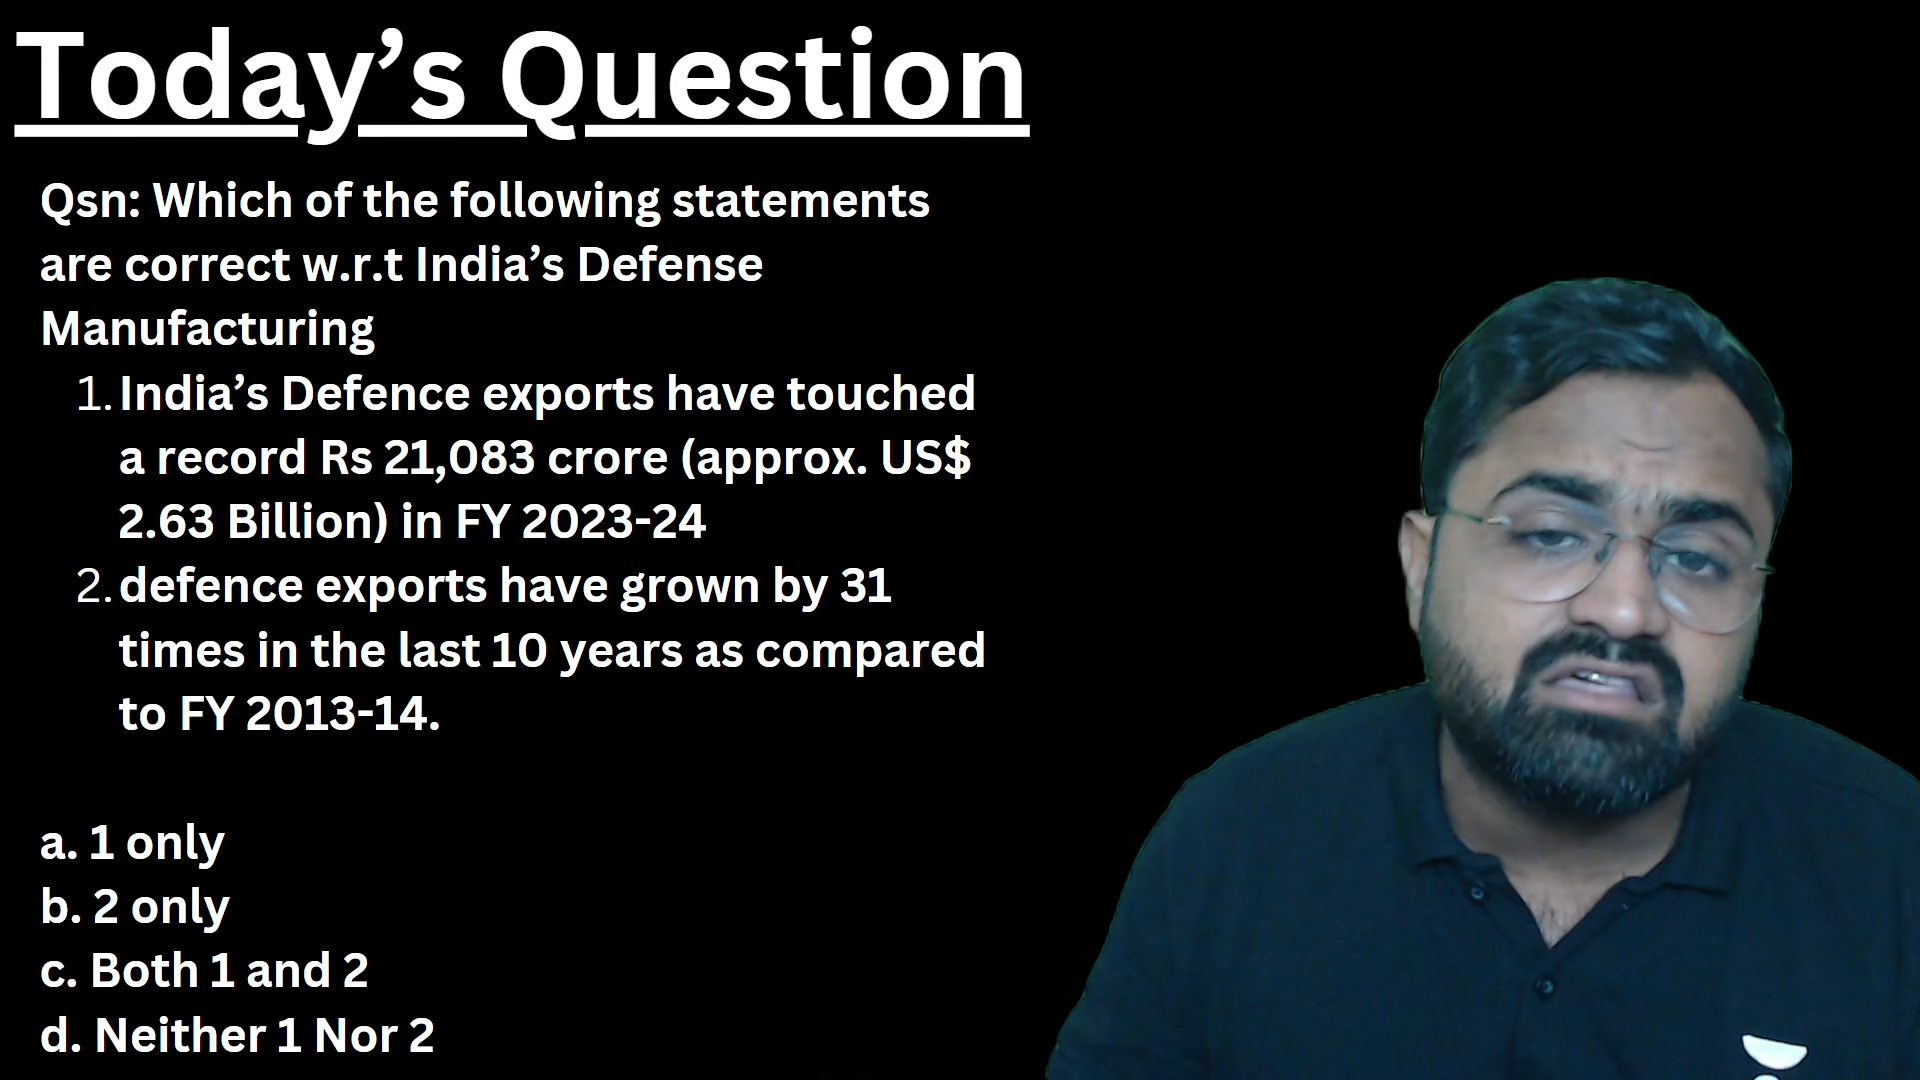 Today’s Question
Qsn: Which of the following statements
are correct w.r.t India’s Defense
Manufacturing
1. India’s Defence exports have touched
a record Rs 21,083 crore (approx. US$
2.63 Billion) in FY 2023-24
2. defence exports have grown by 31
times in the last 10 years as compared
to FY 2013-14.
a. 1 only
b. 2 only
c. Both 1 and 2
d. Neither 1 Nor 2